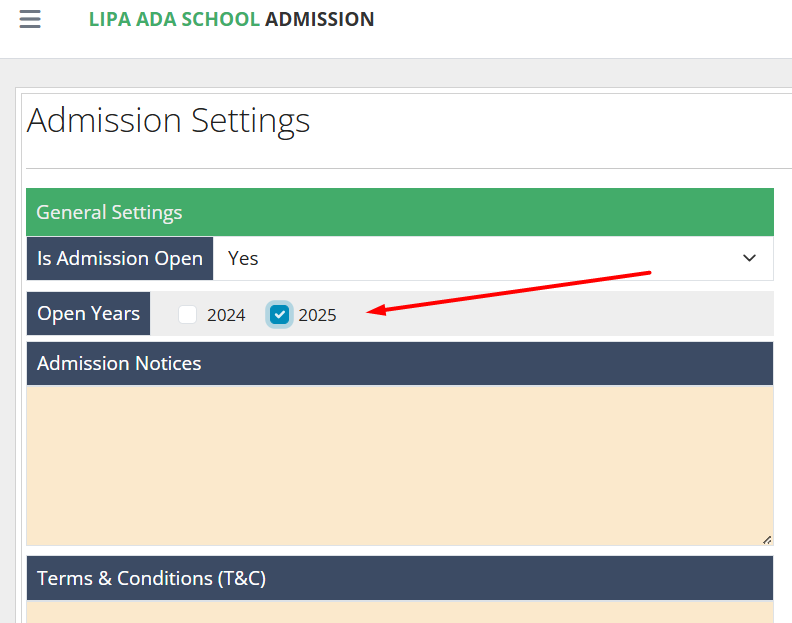 LIPA ADA SCHOOL ADMISSION
Admission Settings
General Settings
Is Admission Open Yes
Open Years 2024 2025
Admission Notices
Terms & Conditions (T&C)